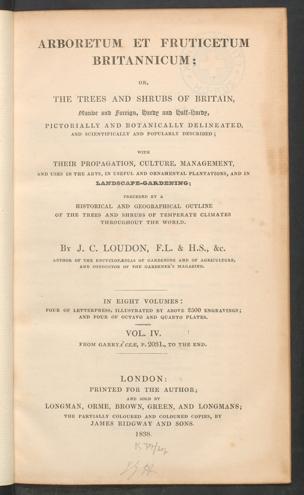 ARBORETUM ET FRUTICETUM
BRITANNICUM;
OR,
THE TREES AND SHRUBS OF BRITAIN,
Native and Foreign, Hardy and Half-Hardy,
PICTORIALLY AND BOTANICALLY DELINEATED,
AND SCIENTIFICALLY AND POPULARLY DESCRIBED;
WITH
THEIR PROPAGATION, CULTURE, MANAGEMENT,
AND USES IN THE ARTS, IN USEFUL AND ORNAMENTAL PLANTATIONS, AND IN
LANDSCAPE-GARDENING;
PRECEDED BY A
HISTORICAL AND GEOGRAPHICAL OUTLINE
OF THE TREES AND SHRUBS OF TEMPERATE CLIMATES
THROUGHOUT THE WORLD.
BY J. C. LOUDON, F.L. & H.S., &c.
AUTHOR OF THE ENCYCLOPÆDIAS OF GARDENING AND OF AGRICULTURE,
AND CONDUCTOR OF THE GARDENER'S MAGAZINE.
IN EIGHT VOLUMES:
FOUR OF LETTERPRESS, ILLUSTRATED BY ABOVE 2500 ENGRAVINGS;
AND FOUR OF OCTAVO AND QUARTO PLATES.
VOL. IV.
FROM GARRYA'CEÆ, P. 2031., TO THE END.
LONDON:
PRINTED FOR THE AUTHOR;
AND SOLD BY
LONGMAN, ORME, BROWN, GREEN, AND LONGMANS;
THE PARTIALLY COLOURED AND COLOURED COPIES, BY
JAMES RIDGWAY AND SONS.
1838.